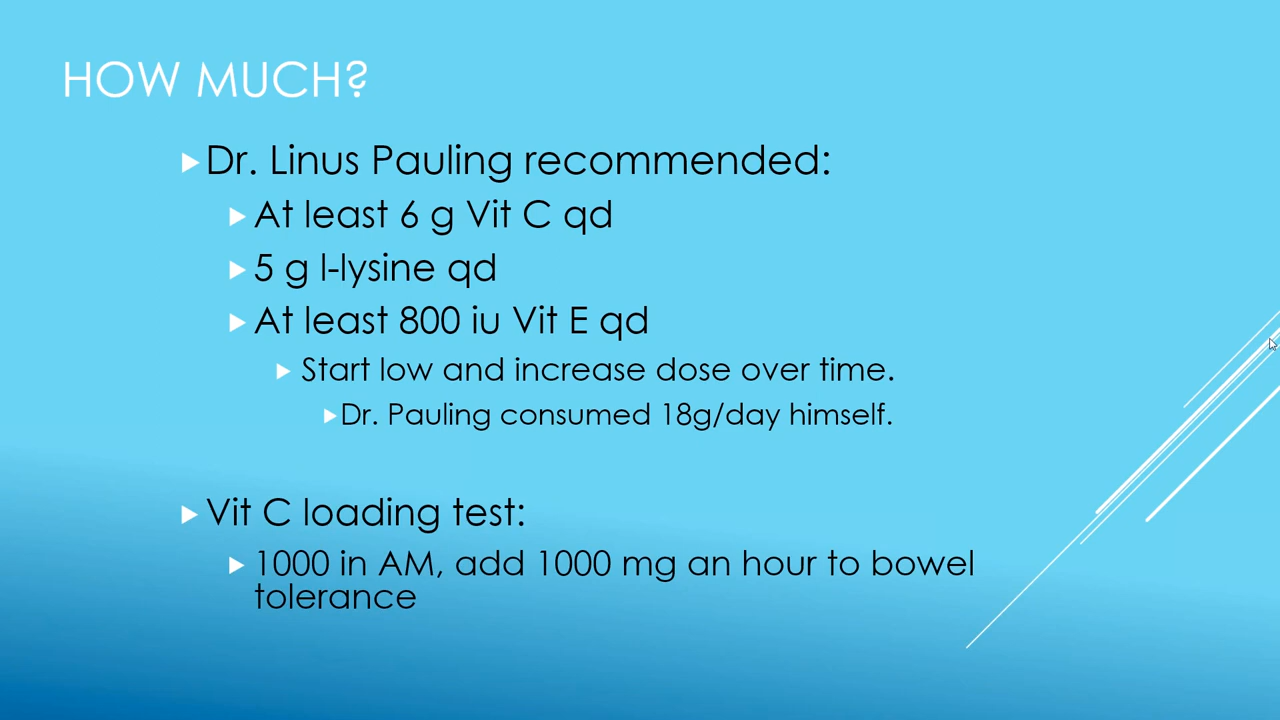 HOW MUCH?
Dr. Linus Pauling recommended:
At least 6 g Vit C qd
5 g l-lysine qd
At least 800 iu Vit E qd
Start low and increase dose over time.
Dr. Pauling consumed 18g/day himself.
Vit C loading test:
1000 in AM, add 1000 mg an hour to bowel
tolerance